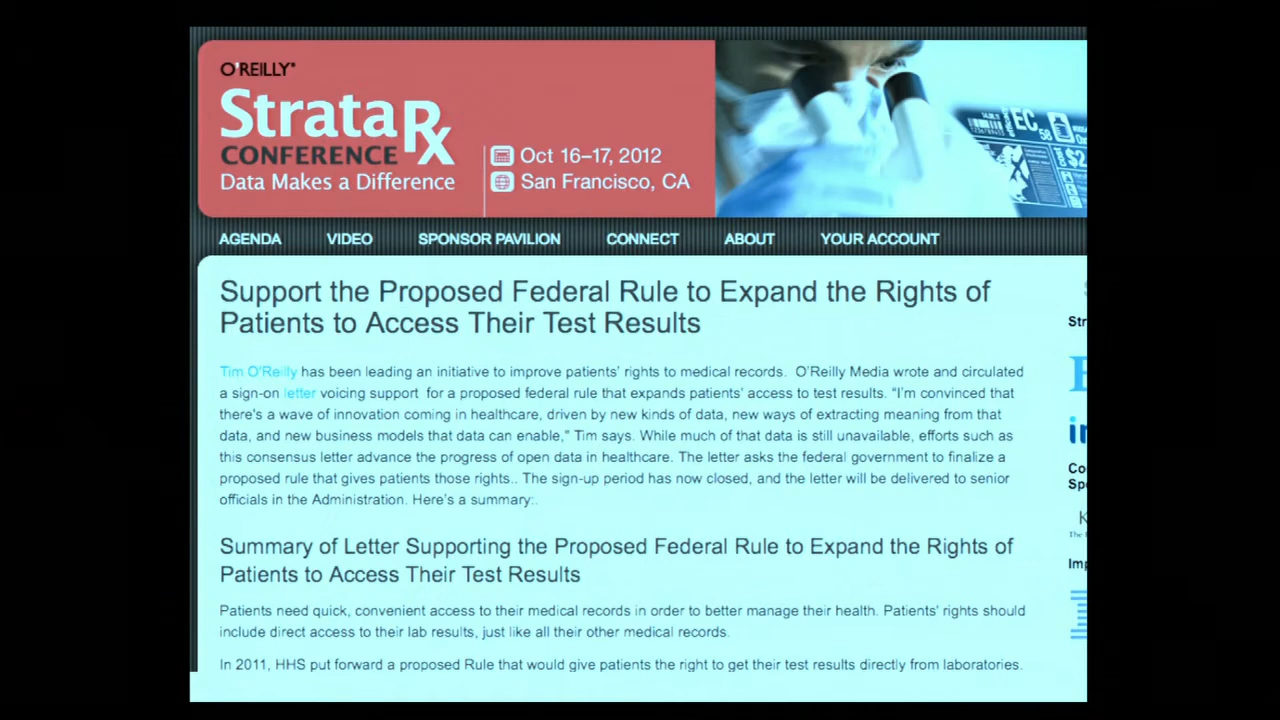 O'REILLY®
Strata Rx
CONFERENCE
Data Makes a Difference
Oct 16–17, 2012
San Francisco, CA
EC
58
$2
AGENDA VIDEO SPONSOR PAVILION CONNECT ABOUT YOUR ACCOUNT
Support the Proposed Federal Rule to Expand the Rights of
Patients to Access Their Test Results
Tim O'Reilly has been leading an initiative to improve patients' rights to medical records. O'Reilly Media wrote and circulated
a sign-on letter voicing support for a proposed federal rule that expands patients' access to test results. "I'm convinced that
there's a wave of innovation coming in healthcare, driven by new kinds of data, new ways of extracting meaning from that
data, and new business models that data can enable," Tim says. While much of that data is still unavailable, efforts such as
this consensus letter advance the progress of open data in healthcare. The letter asks the federal government to finalize a
proposed rule that gives patients those rights.. The sign-up period has now closed, and the letter will be delivered to senior
officials in the Administration. Here's a summary:.
Summary of Letter Supporting the Proposed Federal Rule to Expand the Rights of
Patients to Access Their Test Results
Patients need quick, convenient access to their medical records in order to better manage their health. Patients' rights should
include direct access to their lab results, just like all their other medical records.
In 2011, HHS put forward a proposed Rule that would give patients the right to get their test results directly from laboratories.
Str
Co
Sp
K
The
Imp